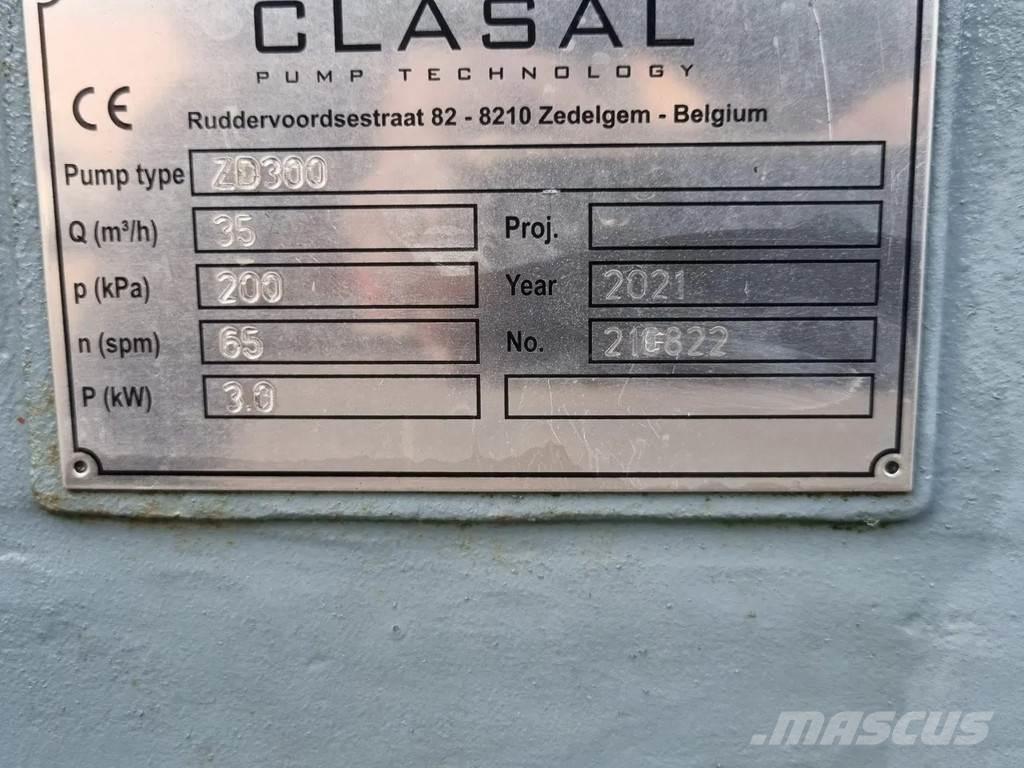 CLASAL
PUMP TECHNOLOGY
CE
Ruddervoordsestraat 82 - 8210 Zedelgem - Belgium
Pump type ZD300
Q (m³/h) 35 Proj.
p (kPa) 200 Year 2021
n (spm) 65 No.
P (kW) 3.0
.MASCUS